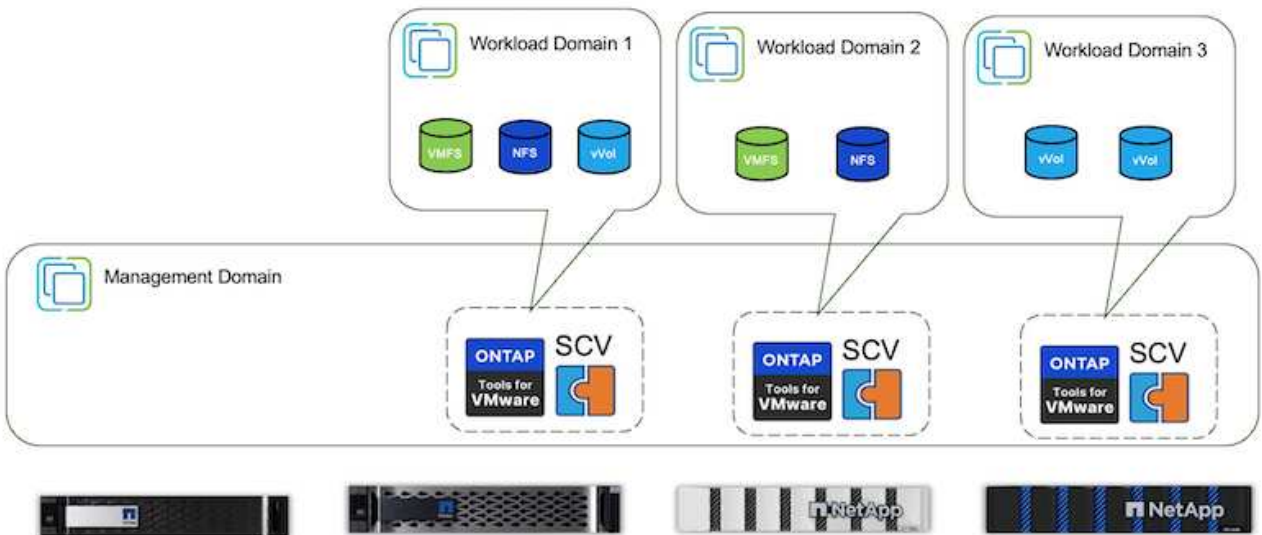 Workload Domain 1
Workload Domain 2
Workload Domain 3
VMFS
NFS
vVol
VMFS
NFS
vVol
vVol
Management Domain
ONTAP
Tools for
VMware
SCV
ONTAP
Tools for
VMware
SCV
ONTAP
Tools for
VMware
SCV
NetApp
NetApp